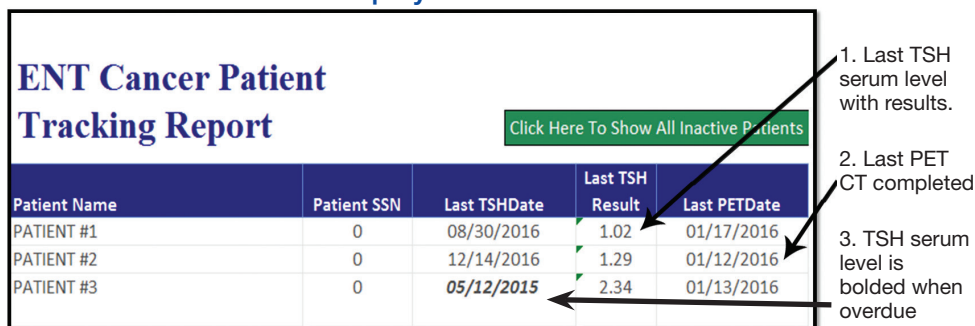 ENT Cancer Patient
Tracking Report
Click Here To Show All Inactive Patients
Patient Name Patient SSN Last TSHDate Last TSH Result Last PETDate
PATIENT #1 0 08/30/2016 1.02 01/17/2016
PATIENT #2 0 12/14/2016 1.29 01/12/2016
PATIENT #3 0 05/12/2015 2.34 01/13/2016
1. Last TSH
serum level
with results.
2. Last PET
CT completed
3. TSH serum
level is
bolded when
overdue